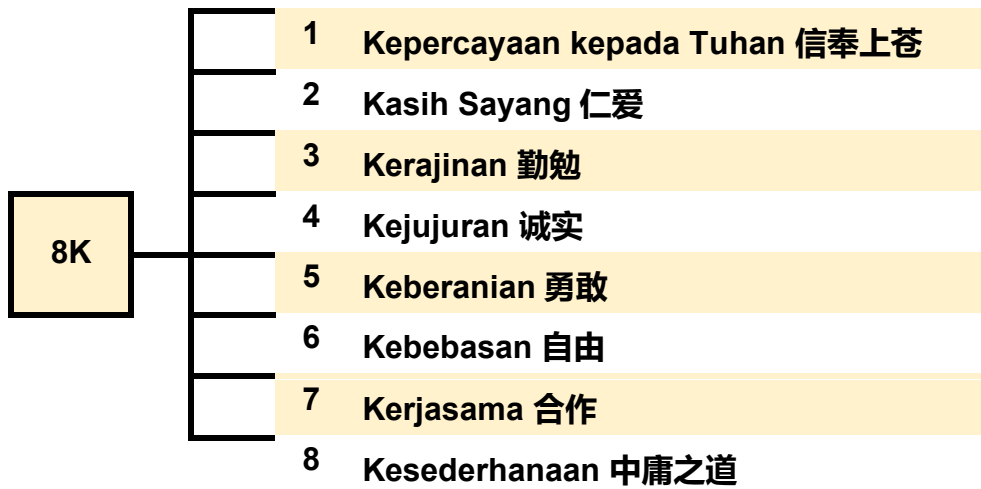 1 Kepercayaan kepada Tuhan 信奉上苍
2 Kasih Sayang 仁爱
3 Kerajinan 勤勉
4 Kejujuran 诚实
8K
5 Keberanian 勇敢
6 Kebebasan 自由
7 Kerjasama 合作
8 Kesederhanaan 中庸之道